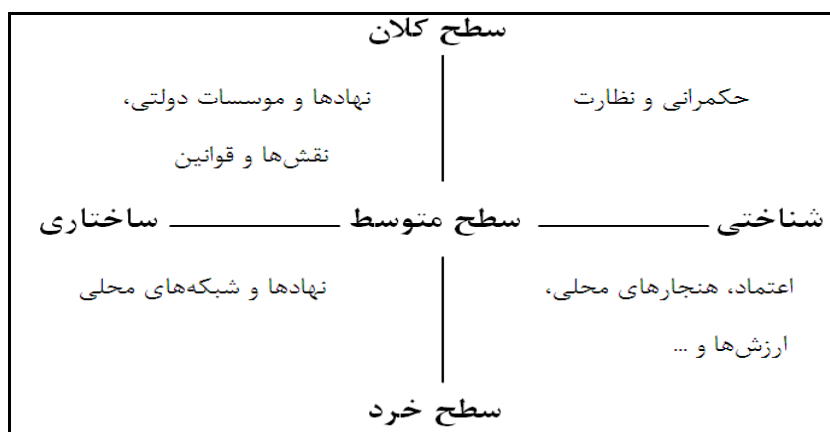 سطح کلان
حکمرانی و نظارت
نهادها و موسسات دولتی،
نقش‌ها و قوانین
شناختی
سطح متوسط
ساختاری
اعتماد، هنجارهای محلی،
ارزش‌ها و ...
نهادها و شبکه‌های محلی
سطح خرد